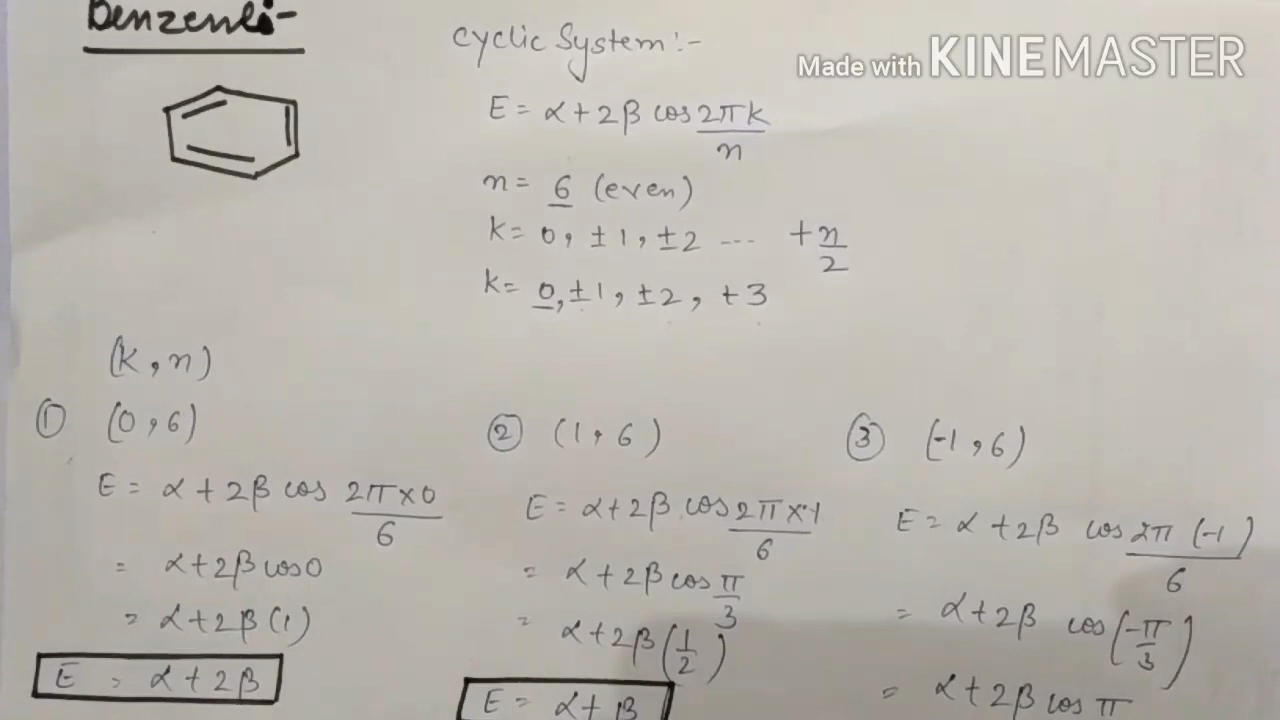 Benzene:-
Cyclic System:-
Made with KINEMASTER
E = α + 2β cos 2πk/n
n = 6 (even)
k = 0, ±1, ±2 --- +n/2
k = 0, ±1, ±2, +3
(k, n)
① (0, 6)
E = α + 2β cos 2π×0/6
= α + 2β cos0
= α + 2β (1)
E = α + 2β
② (1, 6)
E = α + 2β cos 2π×1/6
= α + 2β cos π/3
= α + 2β (1/2)
E = α + β
③ (-1, 6)
E = α + 2β cos 2π (-1)/6
= α + 2β cos (-π/3)
= α + 2β cos π